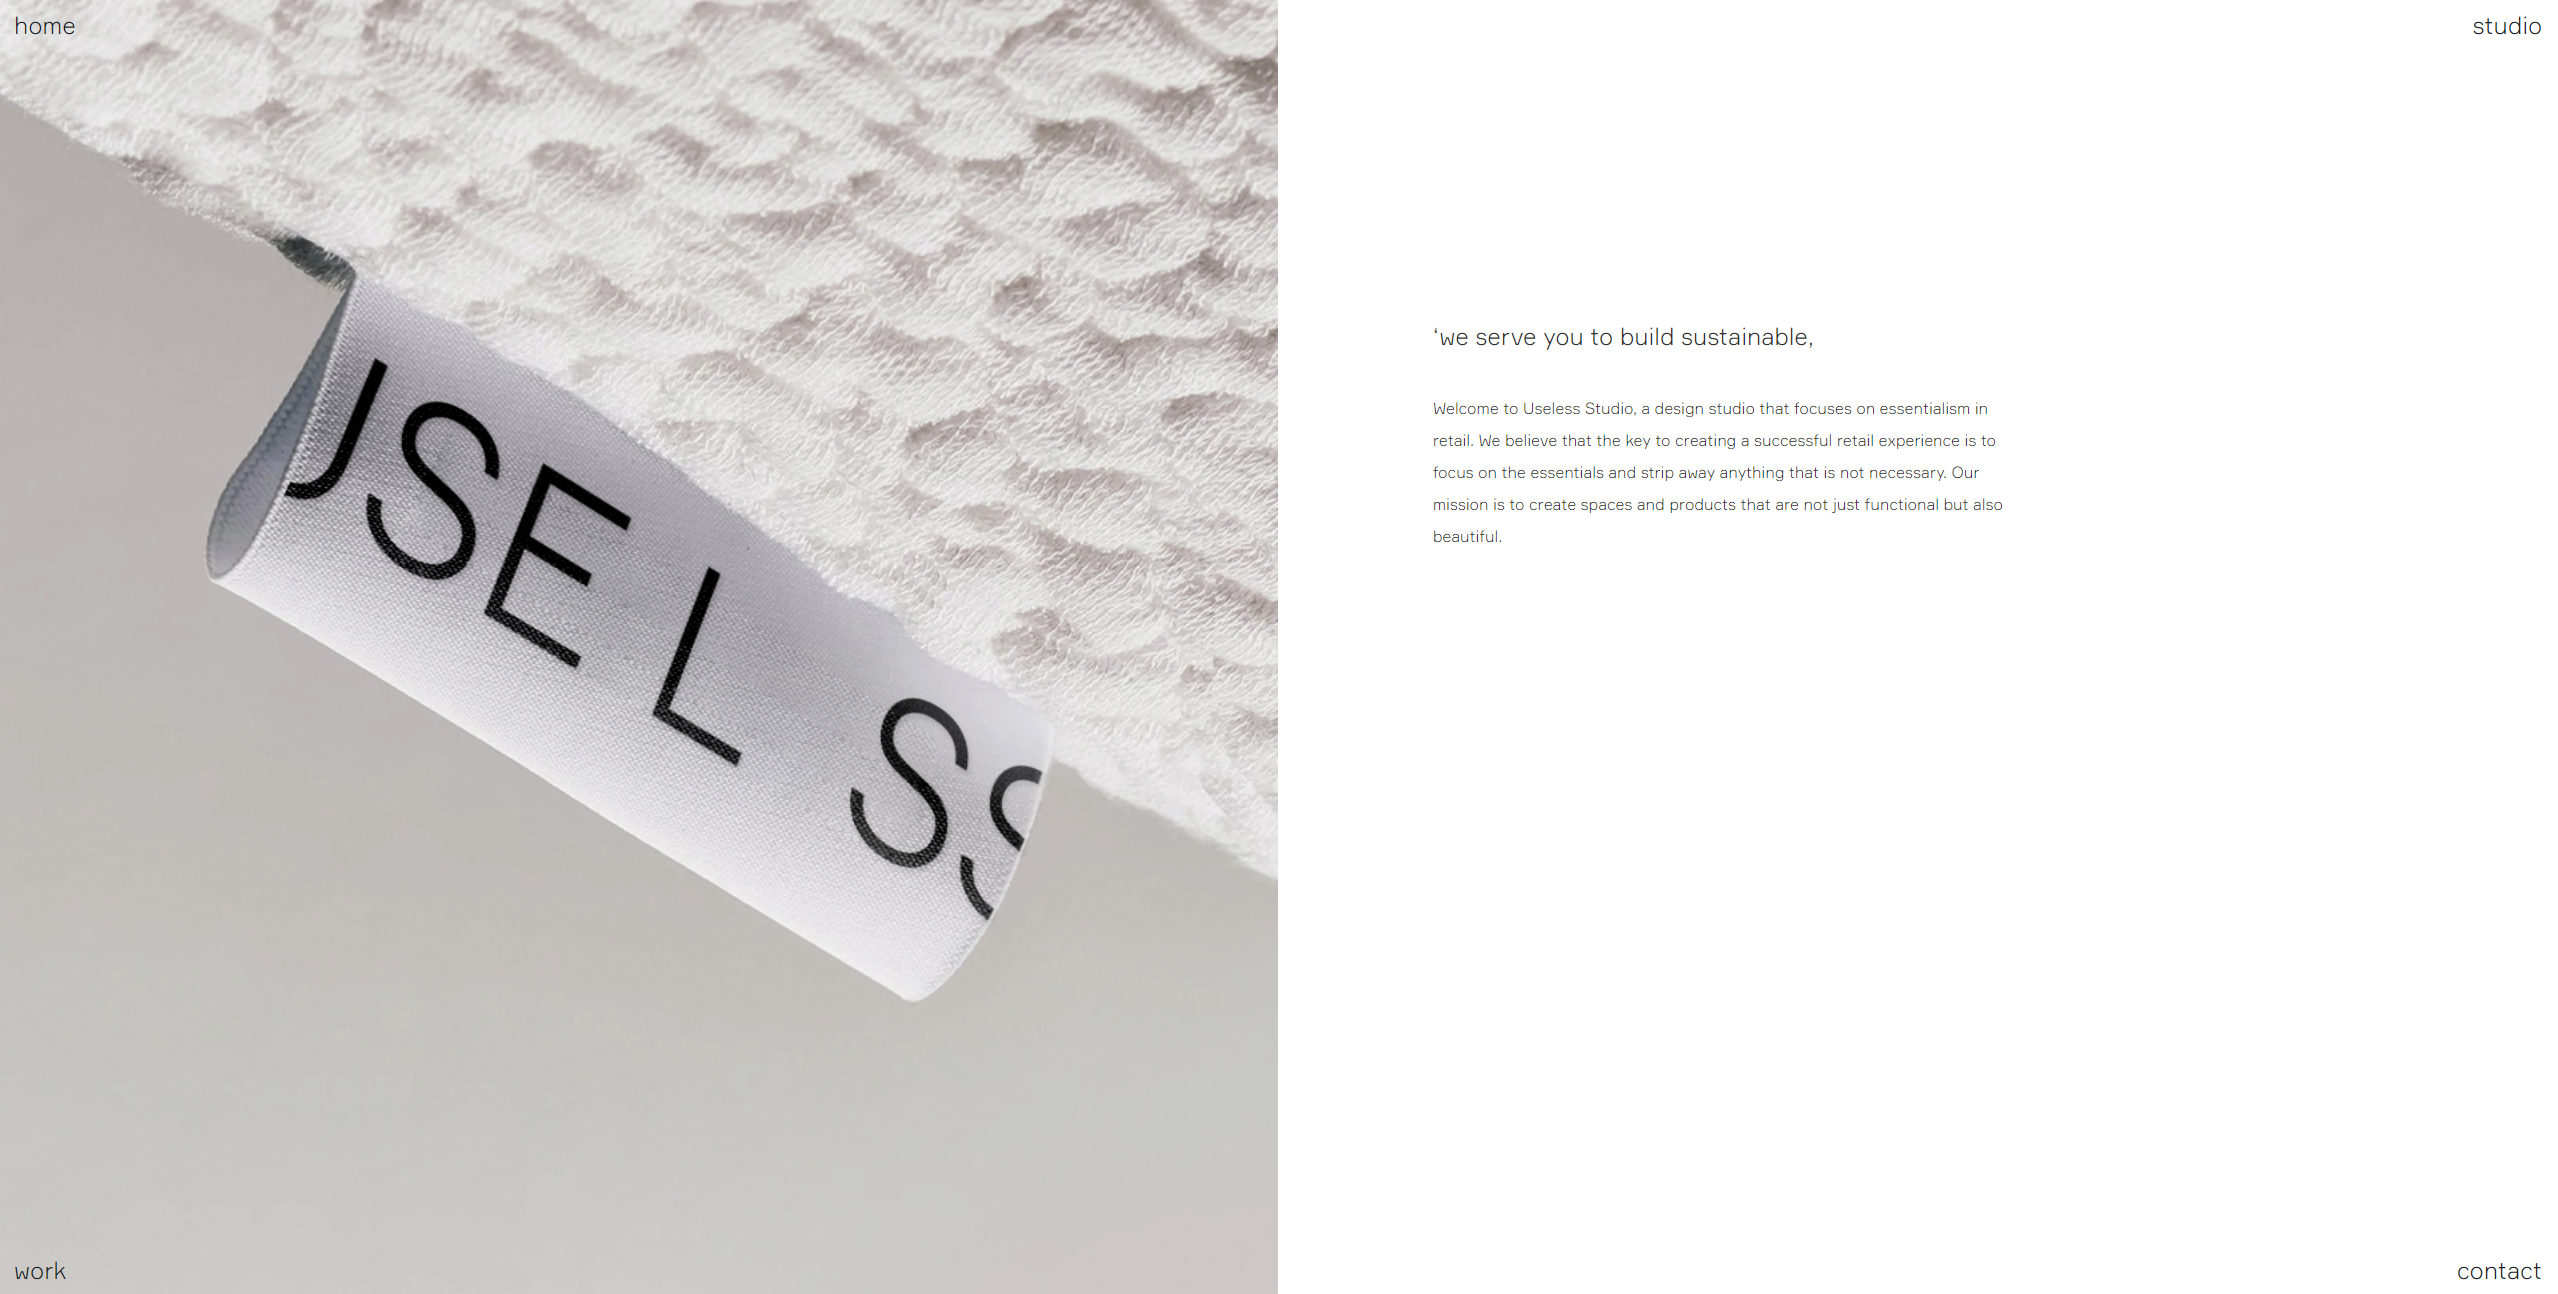 home
studio
USEL SS
‘we serve you to build sustainable,
Welcome to Useless Studio, a design studio that focuses on essentialism in
retail. We believe that the key to creating a successful retail experience is to
focus on the essentials and strip away anything that is not necessary. Our
mission is to create spaces and products that are not just functional but also
beautiful.
work
contact